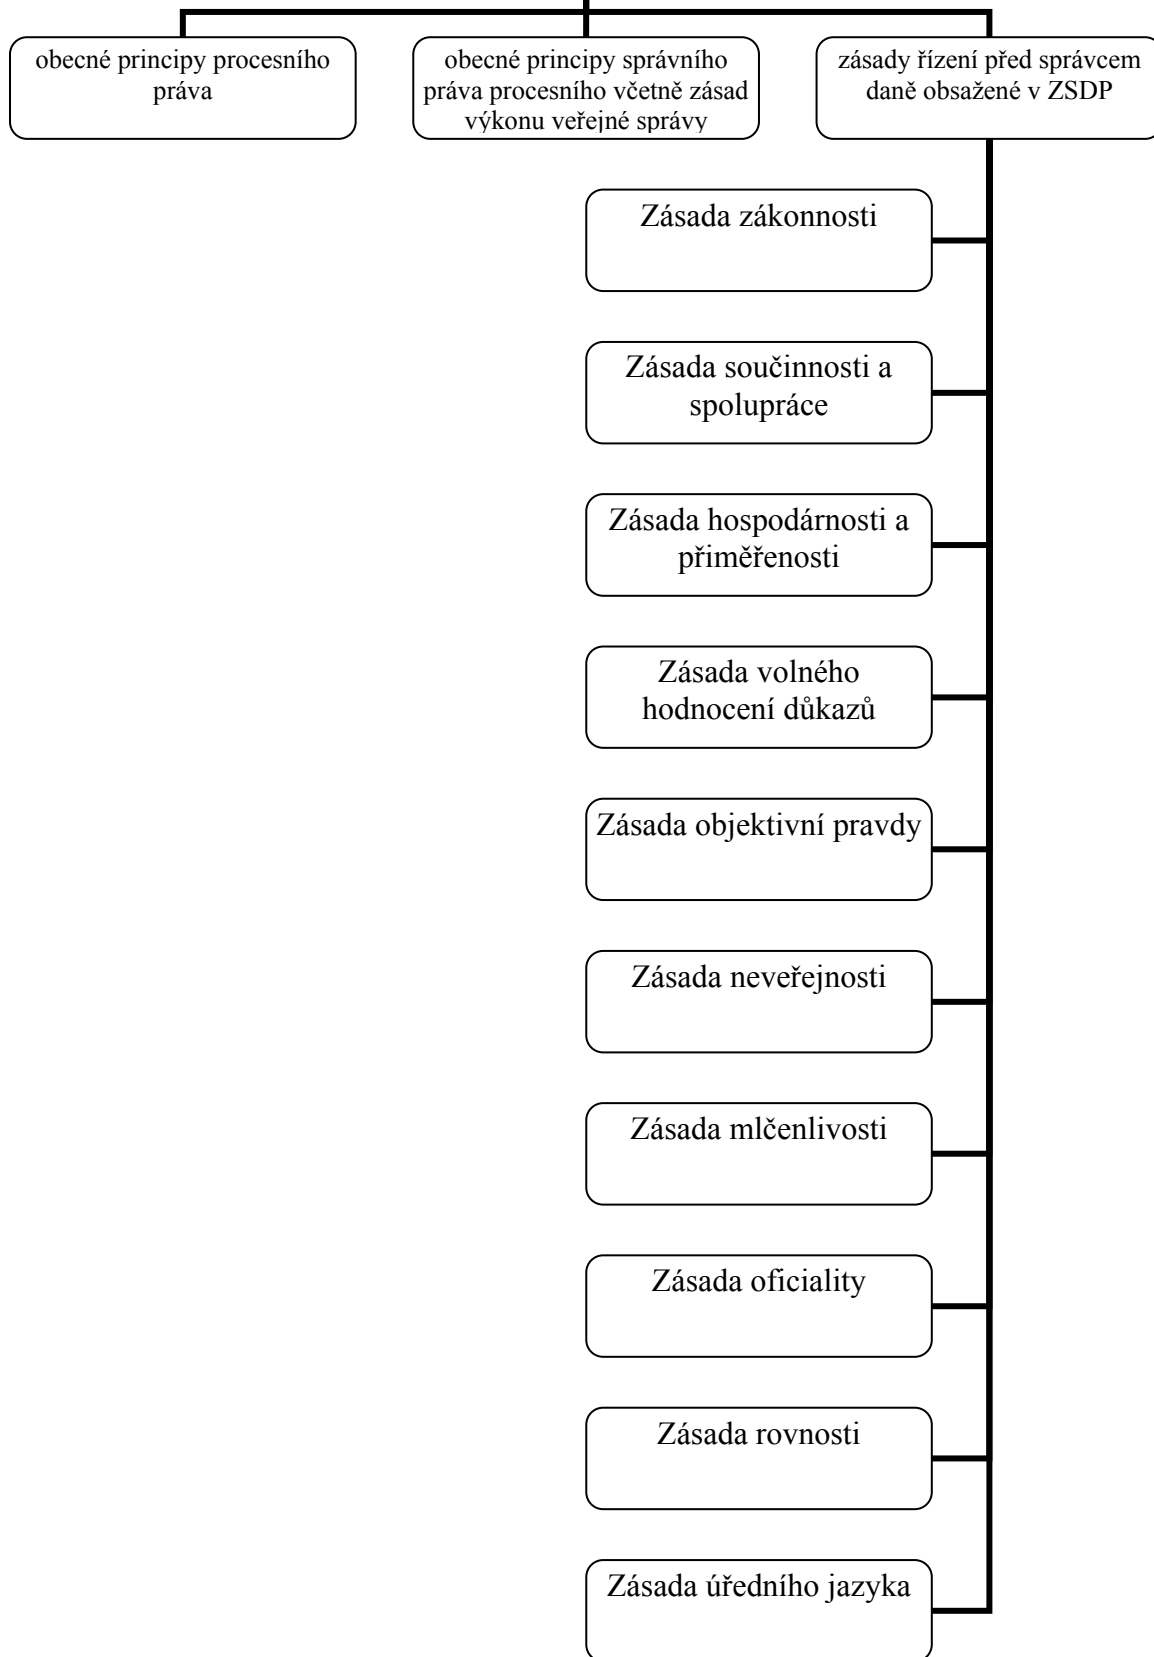 obecné principy procesního
práva
obecné principy správního
práva procesního včetně zásad
výkonu veřejné správy
zásady řízení před správcem
daně obsažené v ZSDP
Zásada zákonnosti
Zásada součinnosti a
spolupráce
Zásada hospodárnosti a
přiměřenosti
Zásada volného
hodnocení důkazů
Zásada objektivní pravdy
Zásada neveřejnosti
Zásada mlčenlivosti
Zásada oficiality
Zásada rovnosti
Zásada úředního jazyka